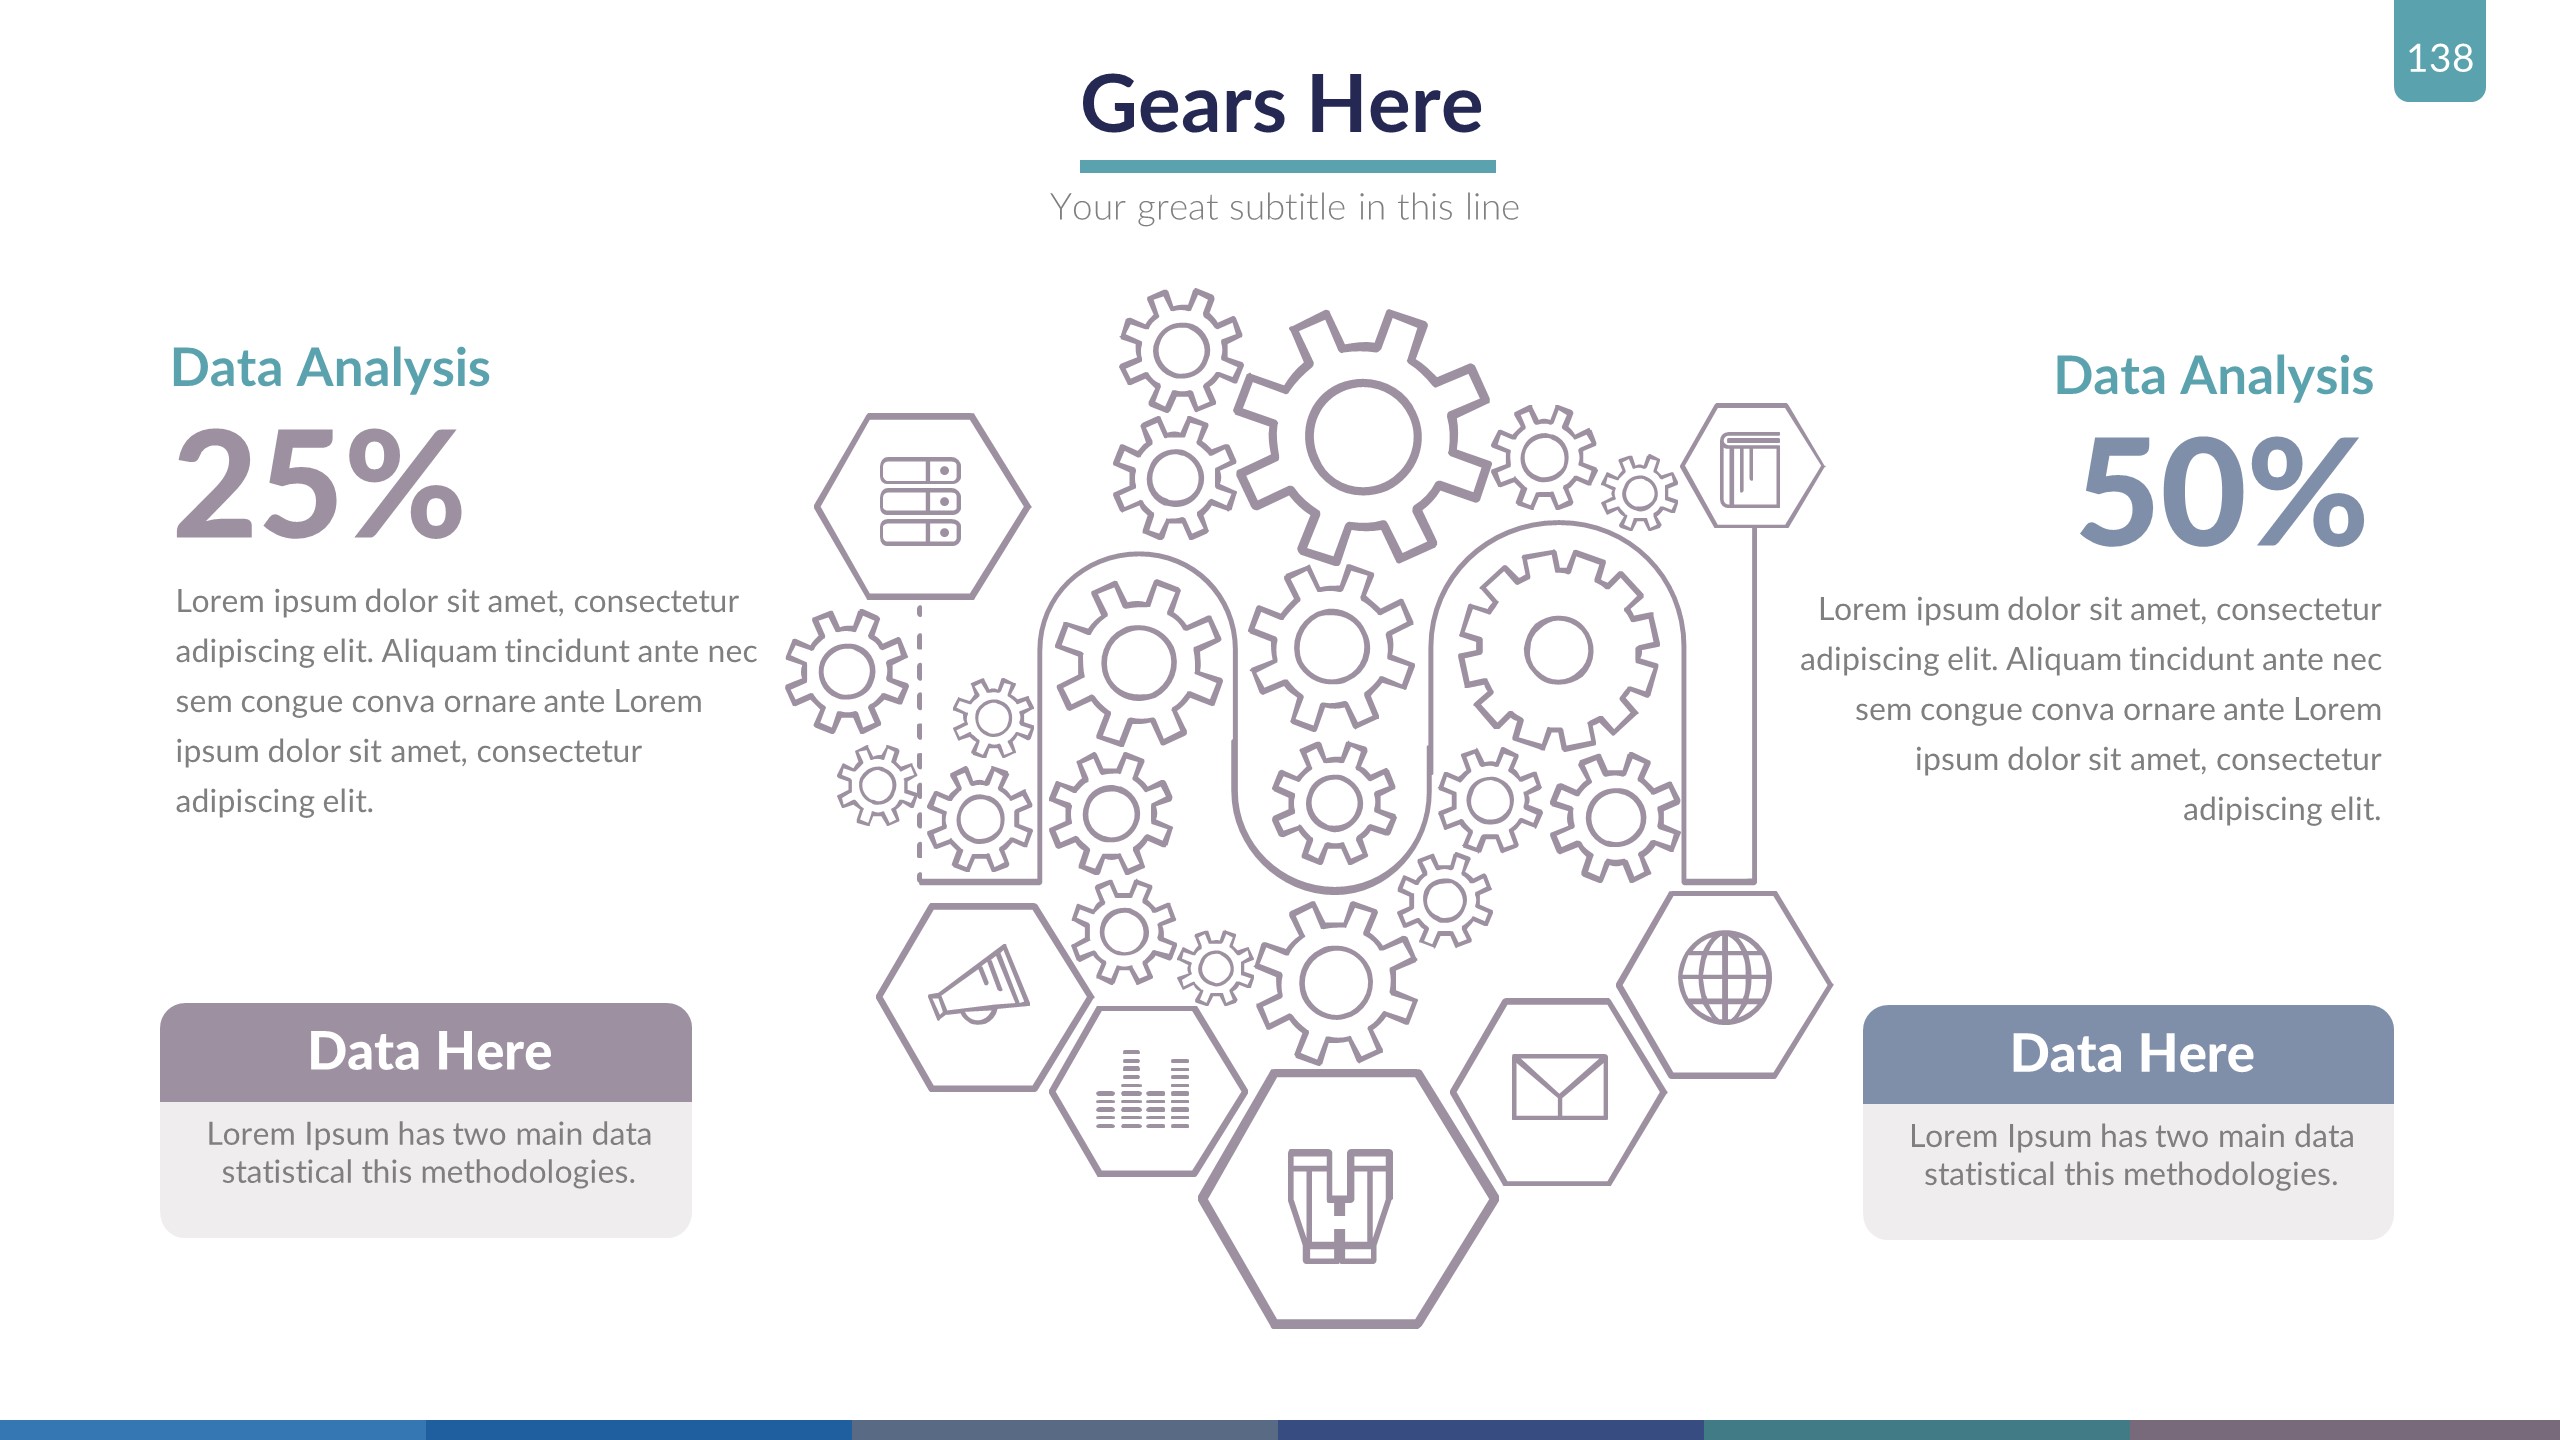 138
Gears Here
Your great subtitle in this line
Data Analysis
25%
Lorem ipsum dolor sit amet, consectetur
adipiscing elit. Aliquam tincidunt ante nec
sem congue conva ornare ante Lorem
ipsum dolor sit amet, consectetur
adipiscing elit.
Data Here
Lorem Ipsum has two main data
statistical this methodologies.
Data Analysis
50%
Lorem ipsum dolor sit amet, consectetur
adipiscing elit. Aliquam tincidunt ante nec
sem congue conva ornare ante Lorem
ipsum dolor sit amet, consectetur
adipiscing elit.
Data Here
Lorem Ipsum has two main data
statistical this methodologies.